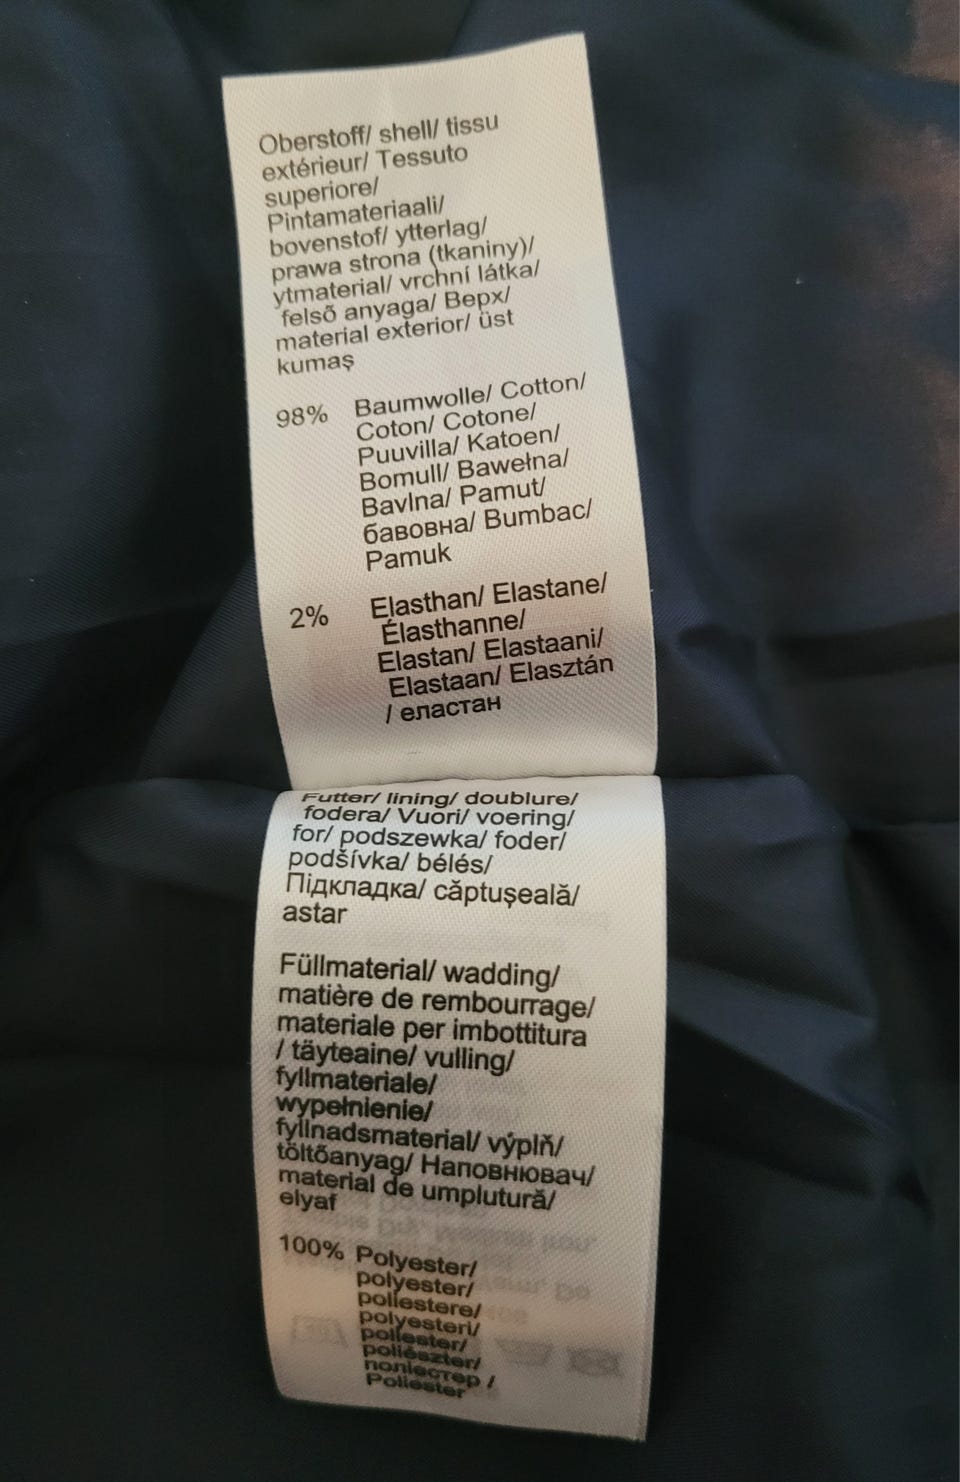 Oberstoff/ shell/ tissu
extérieur/ Tessuto
superiore/
Pintamateriaali/
bovenstof/ ytterlag/
prawa strona (tkaniny)/
ytmaterial/ vrchní látka/
felső anyaga/ Верх/
material exterior/ üst
kumaş
98% Baumwolle/ Cotton/
Coton/ Cotone/
Puuvilla/ Katoen/
Bomull/ Bawełna/
Bavlna/ Pamut/
бавовна/ Bumbac/
Pamuk
2% Elasthan/ Elastane/
Élasthanne/
Elastan/ Elastaani/
Elastaan/ Elasztán
/ еластан
Futter/ lining/ doublure/
fodera/ Vuori/ voering/
for/ podszewka/ foder/
podšívka/ bélés/
Підкладка/ căptuşeală/
astar
Füllmaterial/ wadding/
matière de rembourrage/
materiale per imbottitura
/ täyteaine/ vulling/
fyllmateriale/
wypełnienie/
fyllnadsmaterial/ výplň/
töltőanyag/ Наповнювач/
material de umplutură/
elyaf
100% Polyester/
polyester/
poliestere/
polyesteri/
poliester/
poliészter/
поліестер /
Poliester